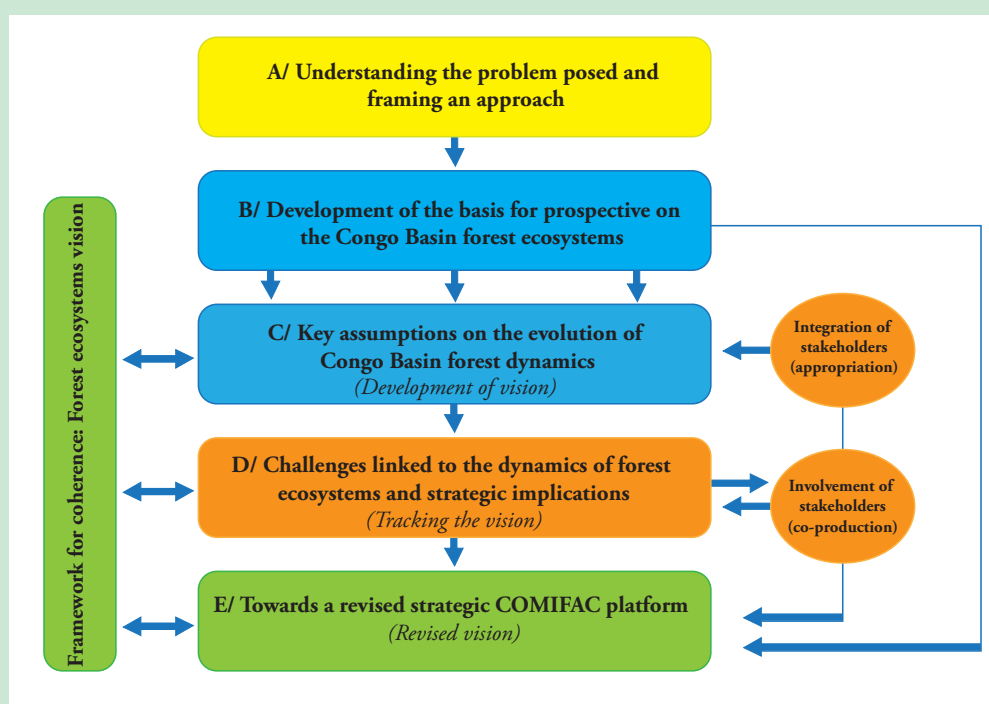 A/ Understanding the problem posed and
framing an approach
B/ Development of the basis for prospective on
the Congo Basin forest ecosystems
Framework for coherence: Forest ecosystems vision
C/ Key assumptions on the evolution of
Congo Basin forest dynamics
(Development of vision)
Integration of
stakeholders
(appropriation)
D/ Challenges linked to the dynamics of forest
ecosystems and strategic implications
(Tracking the vision)
Involvement of
stakeholders
(co-production)
E/ Towards a revised strategic COMIFAC platform
(Revised vision)